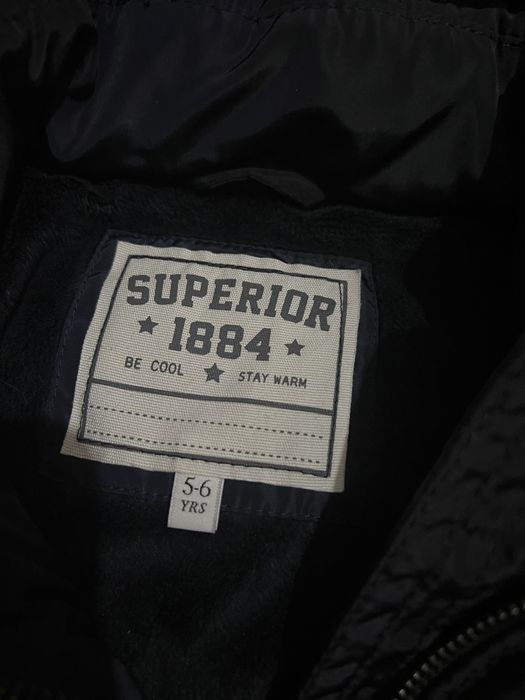 SUPERIOR
1884
BE COOL STAY WARM
5-6
YRS